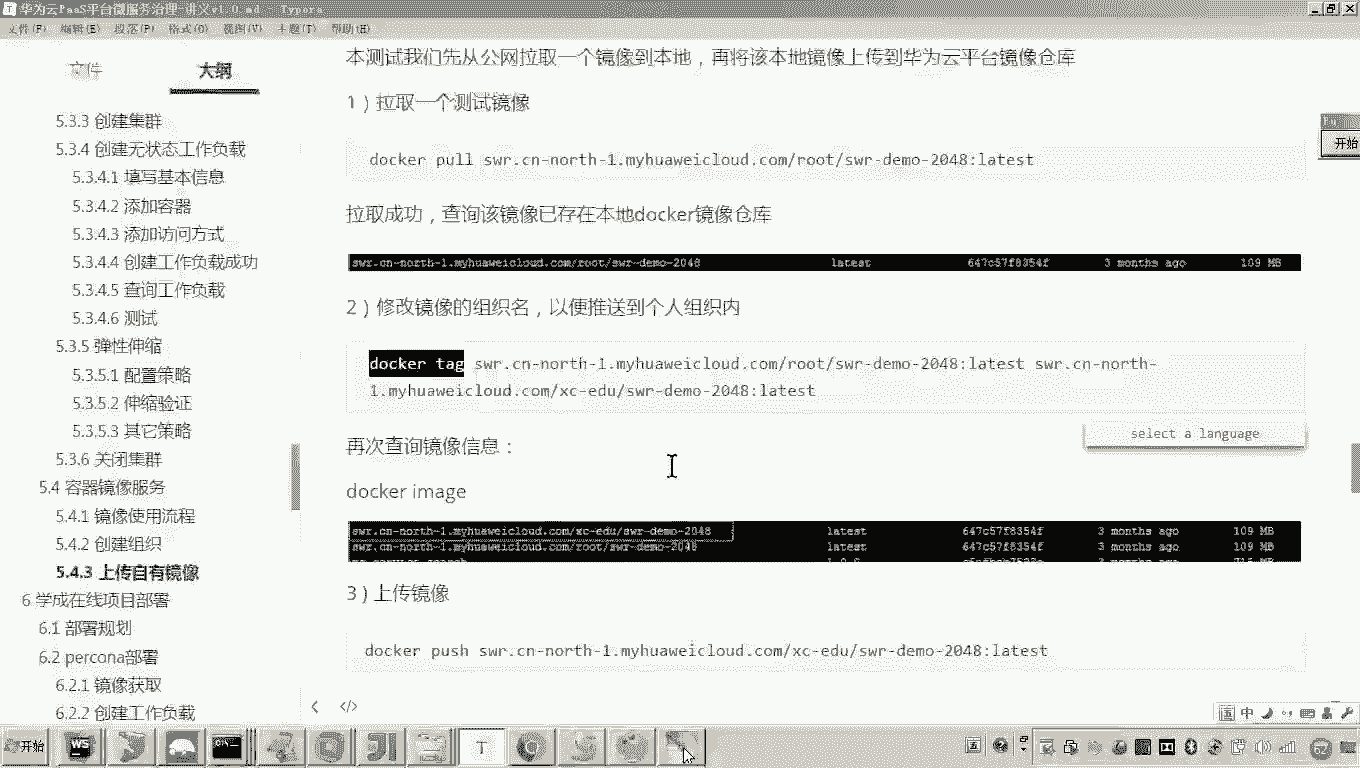 华为云PaaS平台微服务治理-讲义v1.0.md - Typora
文件(F) 编辑(E) 段落(P) 格式(O) 视图(V) 主题(T) 帮助(H)
文件 大纲
5.3.3 创建集群
5.3.4 创建无状态工作负载
5.3.4.1 填写基本信息
5.3.4.2 添加容器
5.3.4.3 添加访问方式
5.3.4.4 创建工作负载成功
5.3.4.5 查询工作负载
5.3.4.6 测试
5.3.5 弹性伸缩
5.3.5.1 配置策略
5.3.5.2 伸缩验证
5.3.5.3 其它策略
5.3.6 关闭集群
5.4 容器镜像服务
5.4.1 镜像使用流程
5.4.2 创建组织
5.4.3 上传自有镜像
6 学成在线项目部署
6.1 部署规划
6.2 percona部署
6.2.1 镜像获取
6.2.2 创建工作负载
本测试我们先从公网拉取一个镜像到本地，再将该本地镜像上传到华为云平台镜像仓库
1）拉取一个测试镜像
docker pull swr.cn-north-1.myhuaweicloud.com/root/swr-demo-2048:latest
拉取成功，查询该镜像已存在本地docker镜像仓库
swr.cn-north-1.myhuaweicloud.com/root/swr-demo-2048 latest 647c57f8354f 3 months ago 109 MB
2）修改镜像的组织名，以便推送到个人组织内
docker tag swr.cn-north-1.myhuaweicloud.com/root/swr-demo-2048:latest swr.cn-north-
1.myhuaweicloud.com/xc-edu/swr-demo-2048:latest
select a language
再次查询镜像信息：
docker image
swr.cn-north-1.myhuaweicloud.com/xc-edu/swr-demo-2048 latest 647c57f8354f 3 months ago 109 MB
swr.cn-north-1.myhuaweicloud.com/root/swr-demo-2048 latest 647c57f8354f 3 months ago 109 MB
3）上传镜像
docker push swr.cn-north-1.myhuaweicloud.com/xc-edu/swr-demo-2048:latest
开始
开始
WS
T
中
62